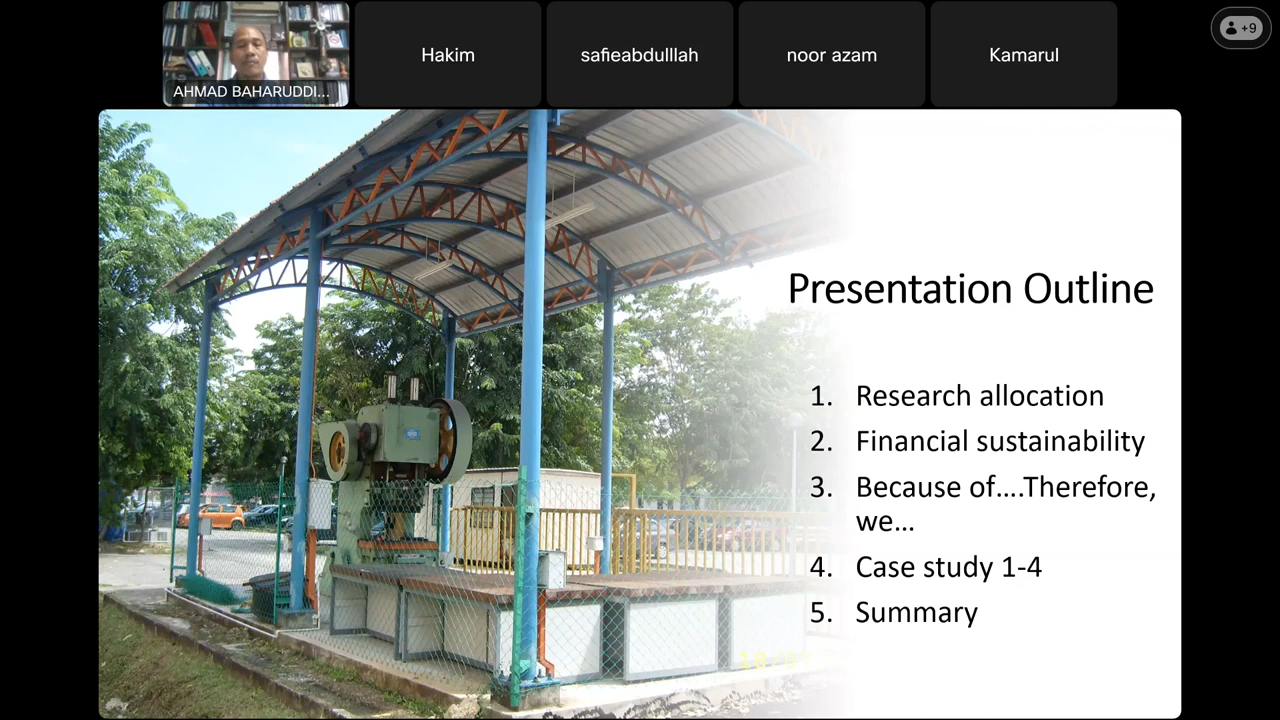 AHMAD BAHARUDDI...
Hakim
safieabdulllah
noor azam
Kamarul
+9
Presentation Outline
1. Research allocation
2. Financial sustainability
3. Because of....Therefore,
we...
4. Case study 1-4
5. Summary